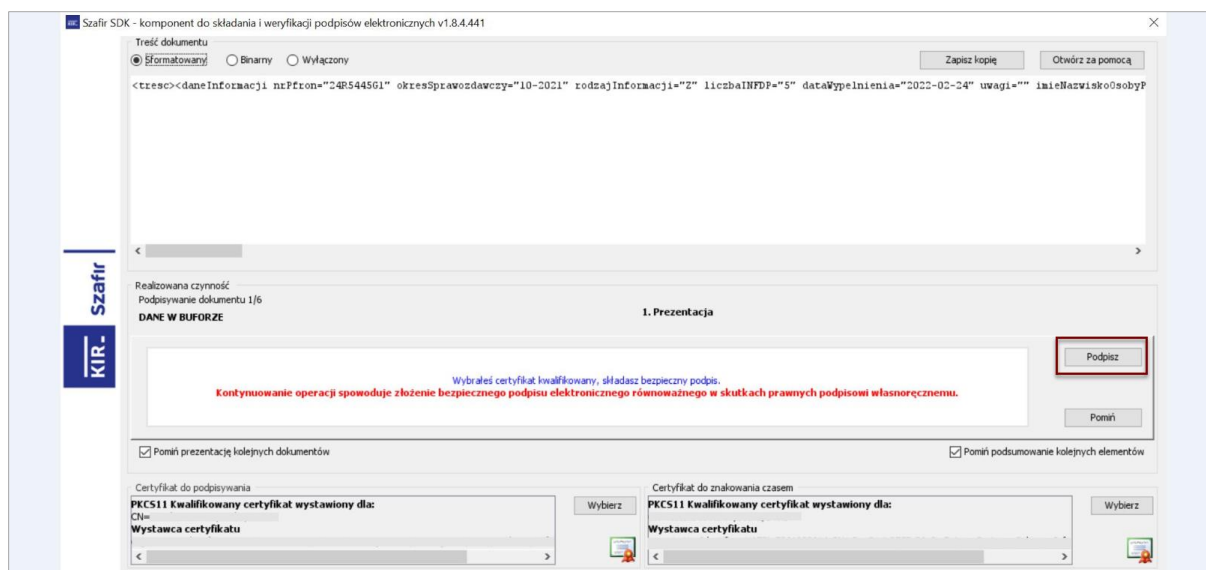 Szafir SDK - komponent do składania i weryfikacji podpisów elektronicznych v1.8.4.441
Treść dokumentu
Sformatowany Binarny Wyłączony Zapisz kopię Otwórz za pomocą
<tresc><daneInformacji nrPfron="24R5445G1" okresSprawozdawczy="10-2021" rodzajInformacji="Z" liczbaINFDP="5" dataWypelnienia="2022-02-24" uwagi="" imieNazwiskoOsobyP
KIR. Szafir
Realizowana czynność
Podpisywanie dokumentu 1/6
DANE W BUFORZE
1. Prezentacja
Podpisz
Wybrałeś certyfikat kwalifikowany, składasz bezpieczny podpis.
Kontynuowanie operacji spowoduje złożenie bezpiecznego podpisu elektronicznego równoważnego w skutkach prawnych podpisowi własnoręcznemu.
Pomiń
Pomiń prezentację kolejnych dokumentów Pomiń podsumowanie kolejnych elementów
Certyfikat do podpisywania
PKCS11 Kwalifikowany certyfikat wystawiony dla:
CN=
Wystawca certyfikatu
Wybierz
Certyfikat do znakowania czasem
PKCS11 Kwalifikowany certyfikat wystawiony dla:
Wystawca certyfikatu
Wybierz